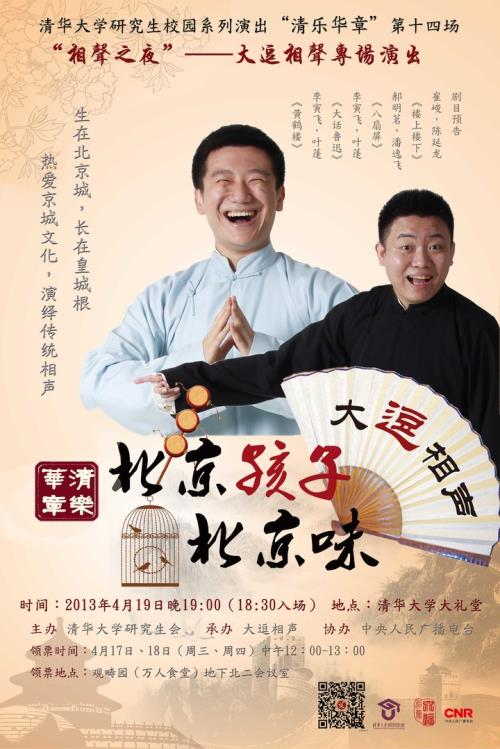 清华大学研究生校园系列演出“清乐华章”第十四场
“相聲之夜”——大逗相聲專場演出
剧目预告
崔峻，陈延龙
《楼上楼下》
郝明茗，潘逸飞
《八扇屏》
李寅飞，叶蓬
《大话鲁迅》
李寅飞，叶蓬
《黄鹤楼》
生在北京城，长在皇城根
热爱京城文化，演绎传统相声
大逗相声
清樂
華章
北京孩子
北京味
时间：2013年4月19日晚19:00（18:30入场） 地点：清华大学大礼堂
主办 清华大学研究生会 承办 大逗相声 协办 中央人民广播电台
领票时间：4月17日、18日（周三、周四）中午12:00-13:00
领票地点：观畴园（万人食堂）地下北二会议室
CNR